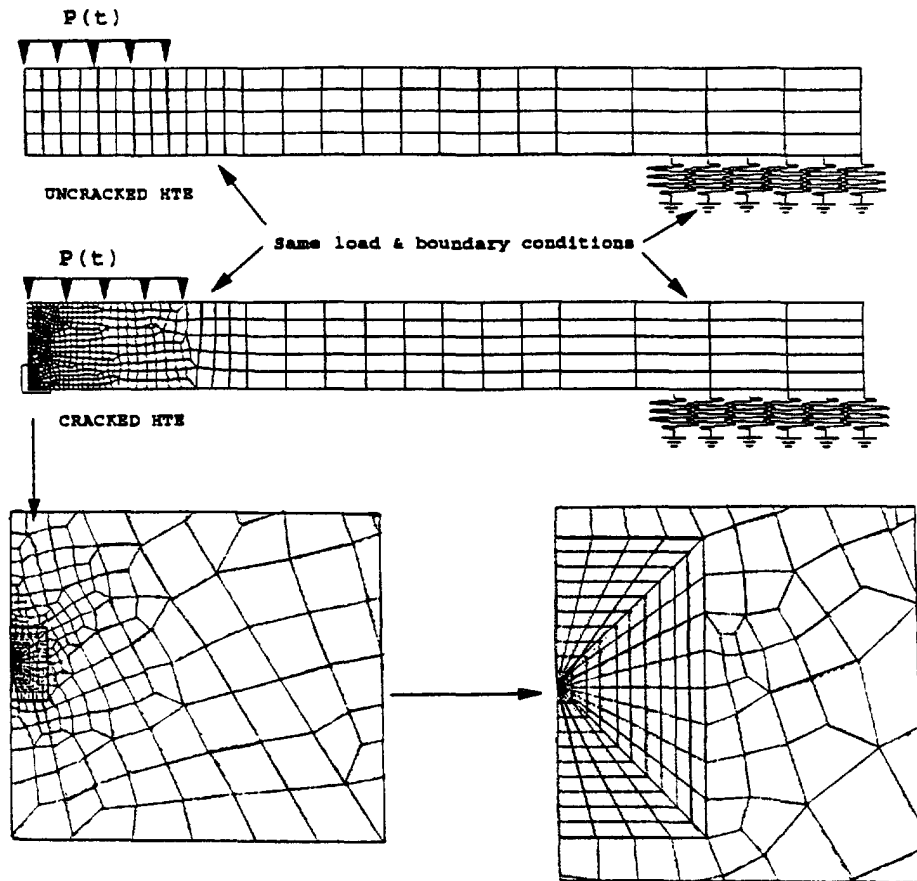 P(t)
UNCRACKED HTE
Same load & boundary conditions
P(t)
CRACKED HTE